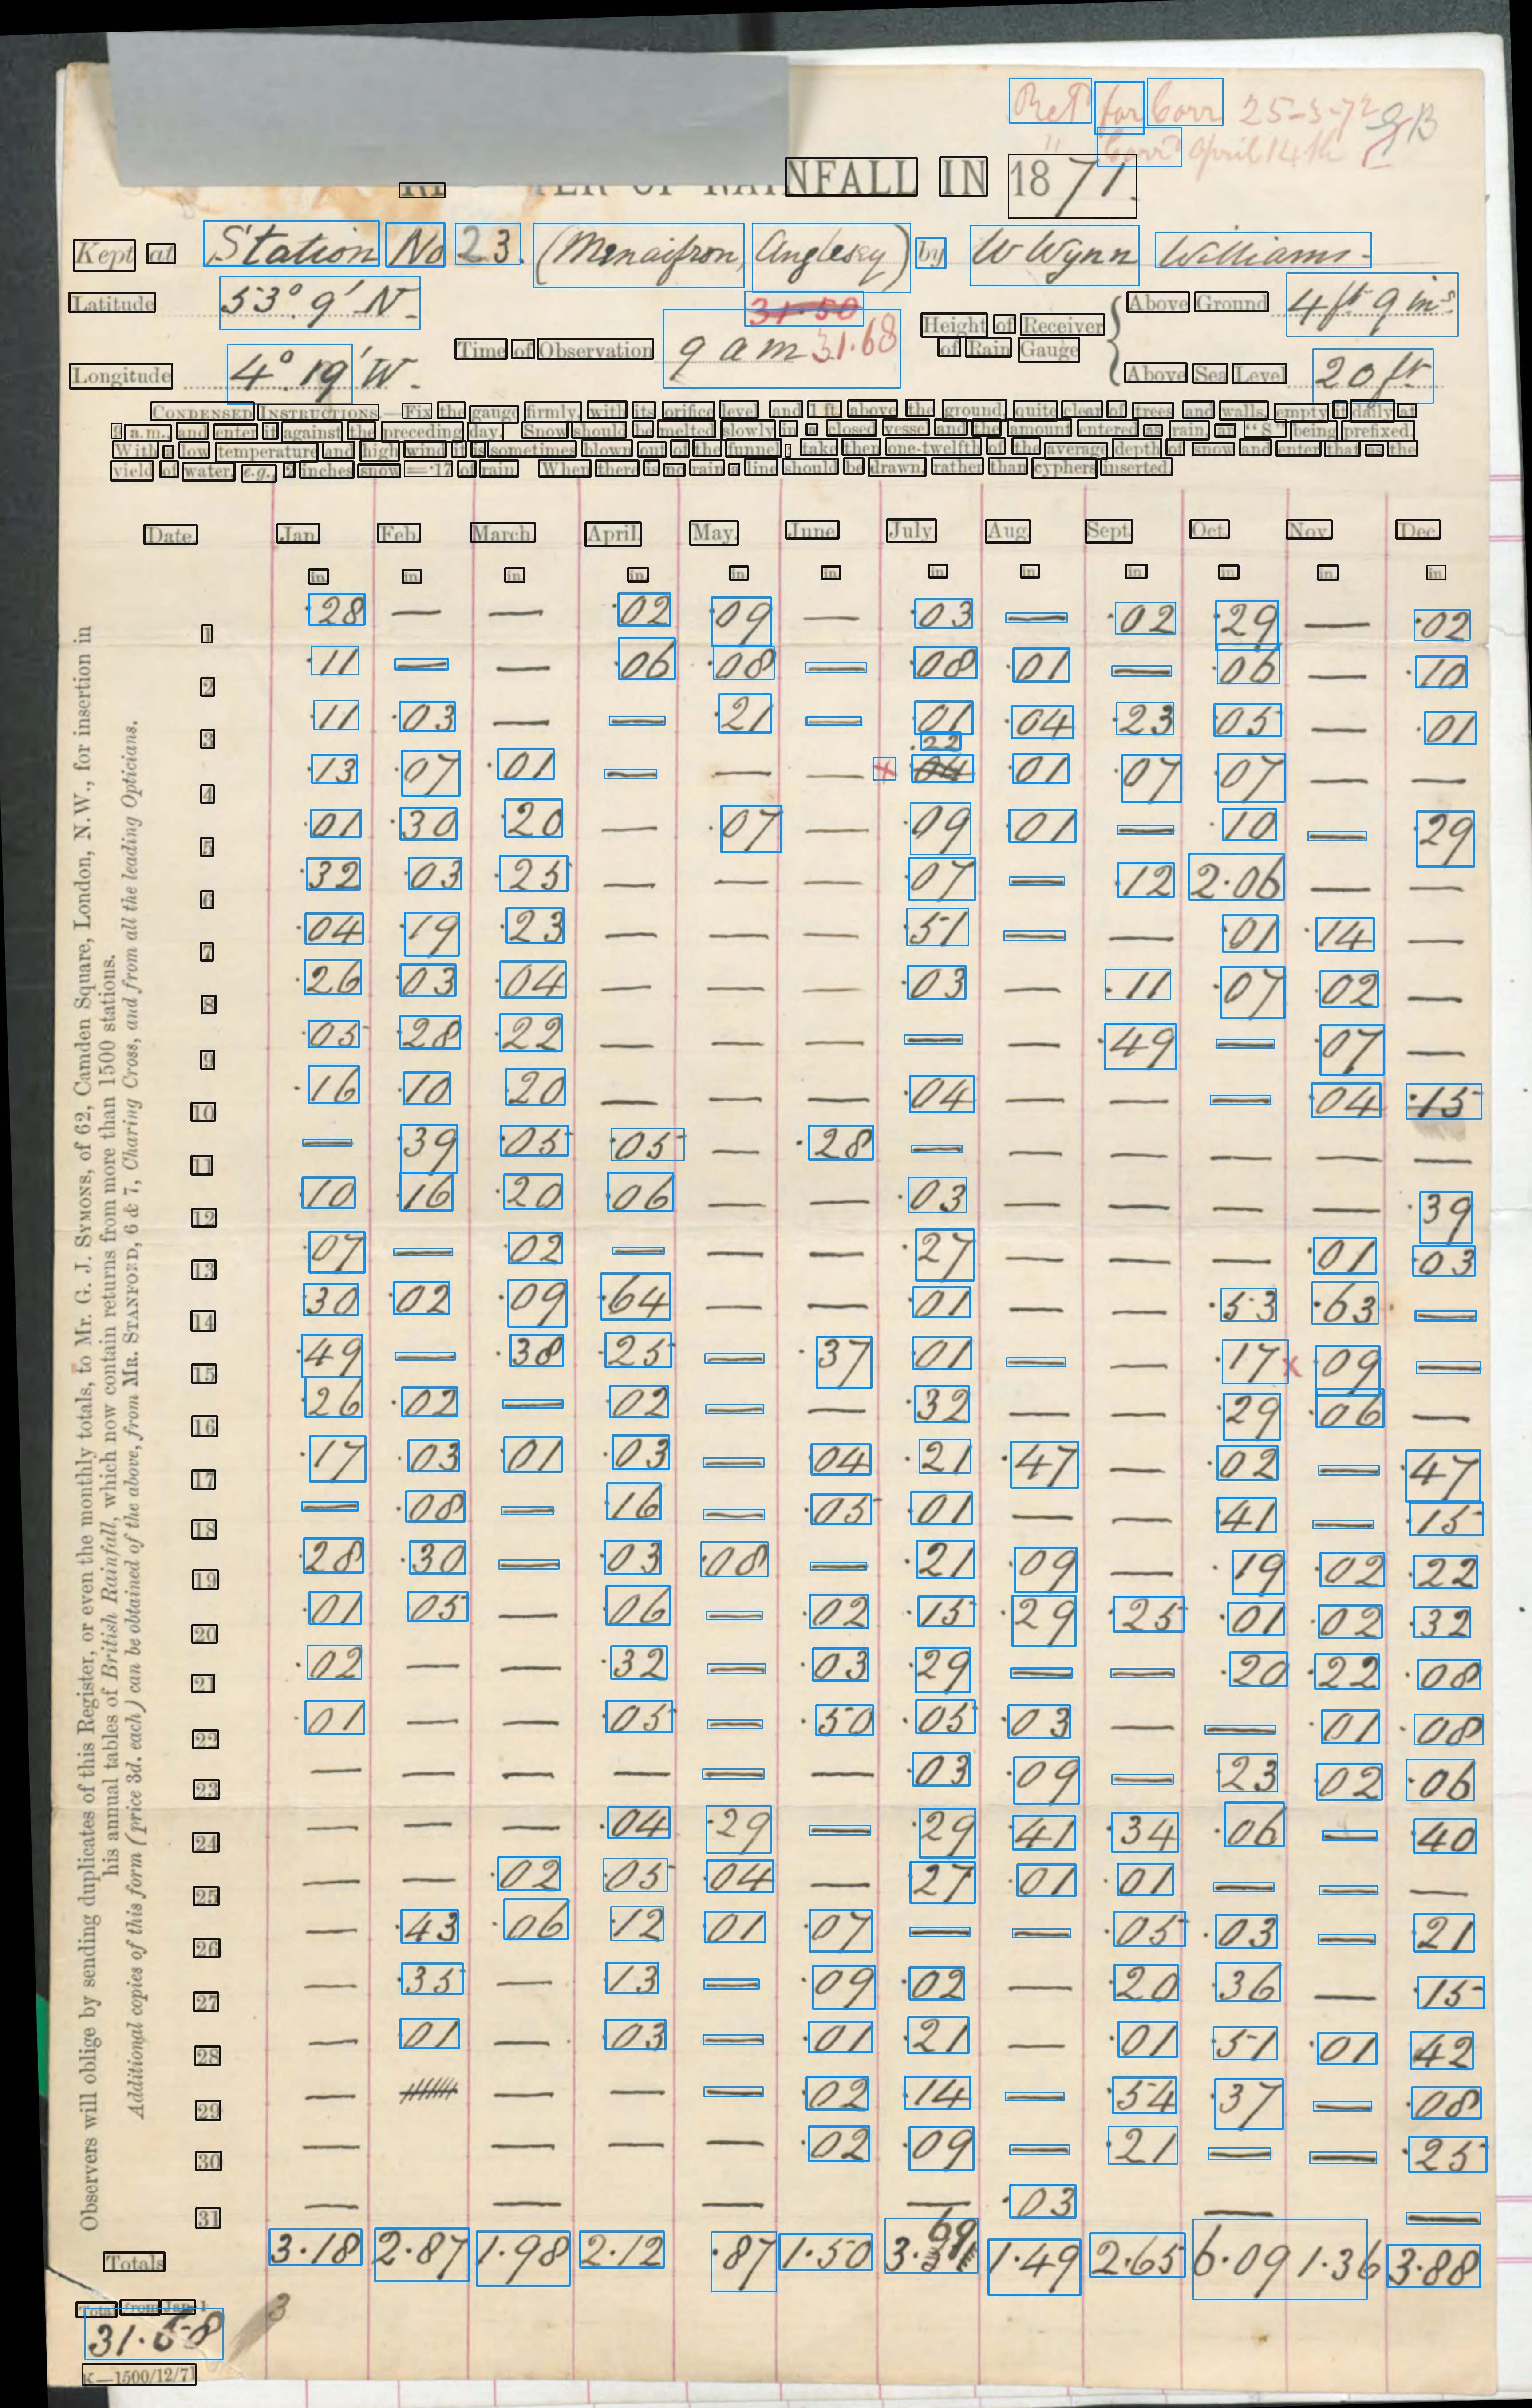 Ret for Corr 25-3-72 GB
" Corrd April 14th
NFALL IN 1871.
Kept at Station No 23. (Menaifron, Anglesey) by W Wynn Williams
Latitude 53° 9' N
31.50
Time of Observation 9 a m 31.68
Height of Receiver of Rain Gauge { Above Ground 4 ft 9 ins
Longitude 4° 19' W
Above Sea Level 20 ft
CONDENSED INSTRUCTIONS.—Fix the gauge firmly, with its orifice level and 1 ft. above the ground, quite clear of trees and walls, empty it daily at
9 a.m., and enter it against the preceding day. Snow should be melted slowly in a closed vessel and the amount entered as rain, an "S" being prefixed.
With a low temperature and high wind it is sometimes blown out of the funnel; take then one-twelfth of the average depth of snow and enter that as the
yield of water, e.g., 2 inches snow = ·17 of rain. When there is no rain a line should be drawn, rather than cyphers inserted.
Date. Jan. Feb. March. April. May. June. July. Aug. Sept. Oct. Nov. Dec.
in. in. in. in. in. in. in. in. in. in. in. in.
1 ·28 — — ·02 ·09 — ·03 — ·02 ·29 — ·02
2 ·11 — — ·06 ·08 — ·08 ·01 — ·06 — ·10
3 ·11 ·03 — — ·21 — ·01 ·04 ·23 ·05 — ·01
·22
4 ·13 ·07 ·01 — — — × 04 ·01 ·07 ·07 — —
5 ·01 ·30 ·20 — ·07 — ·09 ·01 — ·10 — ·29
6 ·32 ·03 ·25 — — — ·07 — ·12 2·06 — —
7 ·04 ·19 ·23 — — — ·51 — — ·01 ·14 —
8 ·26 ·03 ·04 — — — ·03 — ·11 ·07 ·02 —
9 ·05 ·28 ·22 — — — — — ·49 — ·07 —
10 ·16 ·10 ·20 — — — ·04 — — — ·04 ·15
11 — ·39 ·05 ·05 — ·28 — — — — — —
12 ·10 ·16 ·20 ·06 — — ·03 — — — — ·39
13 ·07 — ·02 — — — ·27 — — — ·01 ·03
14 ·30 ·02 ·09 ·64 — — ·01 — — ·53 ·63 —
15 ·49 — ·38 ·25 — ·37 ·01 — — ·17 × ·09 —
16 ·26 ·02 — ·02 — — ·32 — — ·29 ·06 —
17 ·17 ·03 ·01 ·03 — ·04 ·21 ·47 — ·02 — ·47
18 — ·08 — ·16 — ·05 ·01 — — ·41 — ·15
19 ·28 ·30 — ·03 ·08 — ·21 ·09 — ·19 ·02 ·22
20 ·01 ·05 — ·06 — ·02 ·15 ·29 ·25 ·01 ·02 ·32
21 ·02 — — ·32 — ·03 ·29 — — ·20 ·22 ·08
22 ·01 — — ·05 — ·50 ·05 ·03 — — ·01 ·08
23 — — — — — — ·03 ·09 — ·23 ·02 ·06
24 — — — ·04 ·29 — ·29 ·41 ·34 ·06 — ·40
25 — — ·02 ·05 ·04 — ·27 ·01 ·01 — — —
26 — ·43 ·06 ·12 ·01 ·07 — — ·05 ·03 — ·21
27 — ·35 — ·13 — ·09 ·02 — ·20 ·36 — ·15
28 — ·01 — ·03 — ·01 ·21 — ·01 ·51 ·01 ·42
29 — — — — ·02 ·14 — ·54 ·37 — ·08
30 — — — — ·02 ·09 — ·21 — — ·25
31 — — — — ·03 — —
Totals 3·18 2·87 1·98 2·12 ·87 1·50 3·69 1·49 2·65 6·09 1·36 3·88
Total from Jan. 1
31·68
3
K—1500/12/71
Observers will oblige by sending duplicates of this Register, or even the monthly totals, to Mr. G. J. SYMONS, of 62, Camden Square, London, N.W., for insertion in
his annual tables of British Rainfall, which now contain returns from more than 1500 stations.
Additional copies of this form (price 3d. each) can be obtained of the above, from MR. STANFORD, 6 & 7, Charing Cross, and from all the leading Opticians.